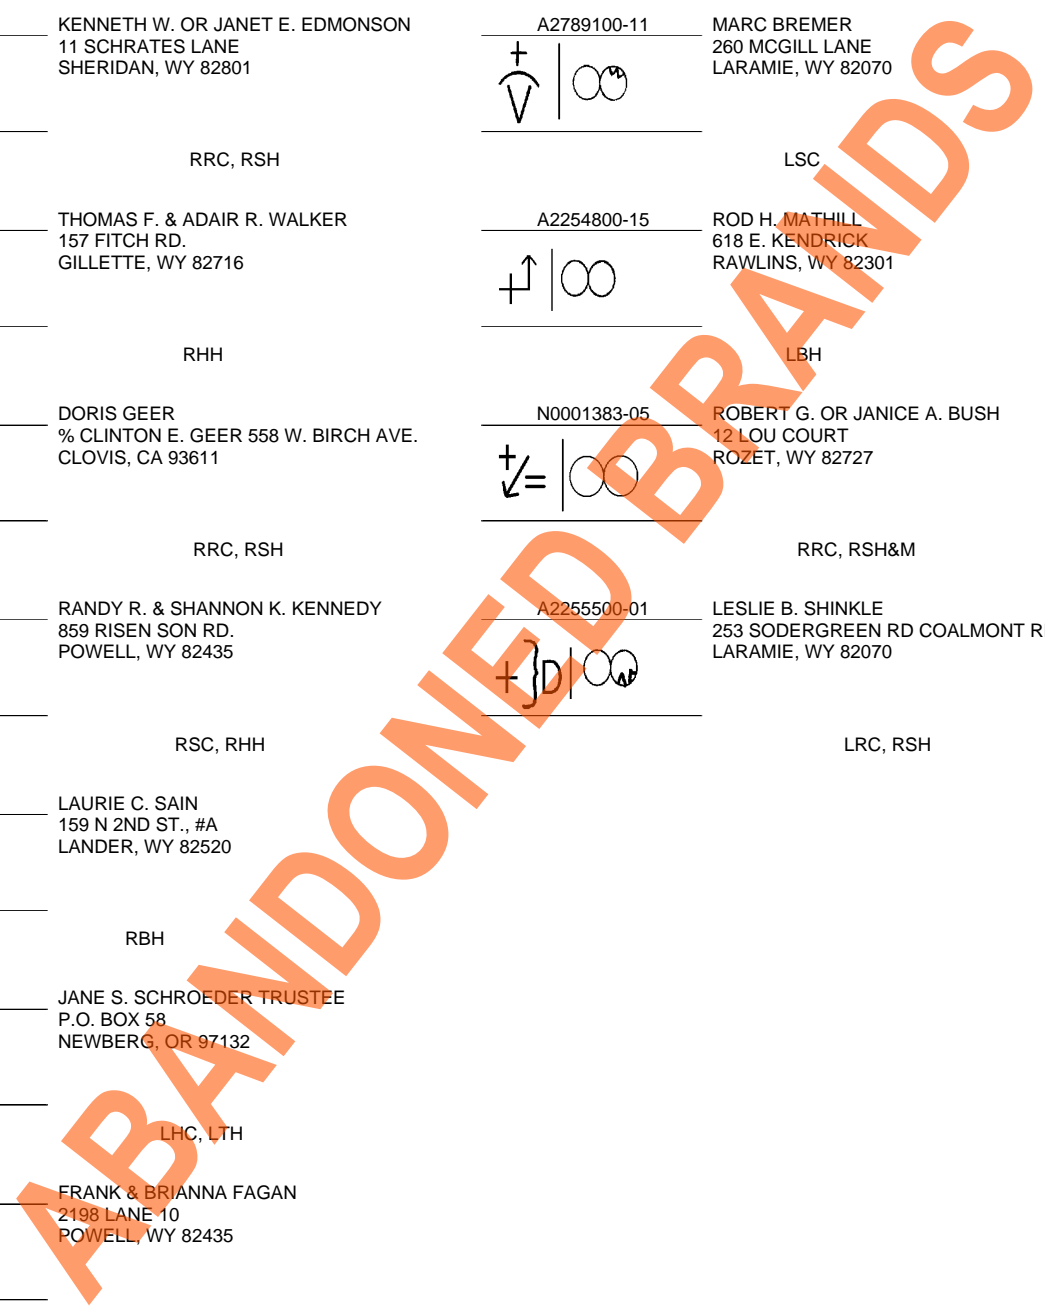 KENNETH W. OR JANET E. EDMONSON
11 SCHRATES LANE
SHERIDAN, WY 82801
RRC, RSH
THOMAS F. & ADAIR R. WALKER
157 FITCH RD.
GILLETTE, WY 82716
RHH
DORIS GEER
% CLINTON E. GEER 558 W. BIRCH AVE.
CLOVIS, CA 93611
RRC, RSH
RANDY R. & SHANNON K. KENNEDY
859 RISEN SON RD.
POWELL, WY 82435
RSC, RHH
LAURIE C. SAIN
159 N 2ND ST., #A
LANDER, WY 82520
RBH
JANE S. SCHROEDER TRUSTEE
P.O. BOX 58
NEWBERG, OR 97132
LHC, LTH
FRANK & BRIANNA FAGAN
2198 LANE 10
POWELL, WY 82435
A2789100-11
MARC BREMER
260 MCGILL LANE
LARAMIE, WY 82070
LSC
A2254800-15
ROD H. MATHILL
618 E. KENDRICK
RAWLINS, WY 82301
LBH
N0001383-05
ROBERT G. OR JANICE A. BUSH
12 LOU COURT
ROZET, WY 82727
RRC, RSH&M
A2255500-01
LESLIE B. SHINKLE
253 SODERGREEN RD COALMONT
LARAMIE, WY 82070
LRC, RSH
ABANDONED BRANDS